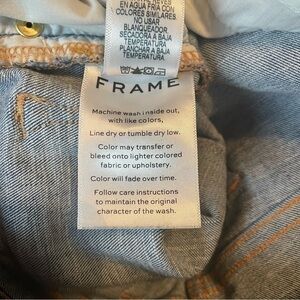 EN AGUA FRIA CON
COLORES SIMILARES.
NO USAR
BLANQUEADOR
SECADORA A BAJA
TEMPERATURA
PLANCHAR A BAJA
TEMPERATURA
FRAME
Machine wash inside out,
with like colors,
Line dry or tumble dry low.
Color may transfer or
bleed onto lighter colored
fabric or upholstery.
Color will fade over time.
Follow care instructions
to maintain the original
character of the wash.